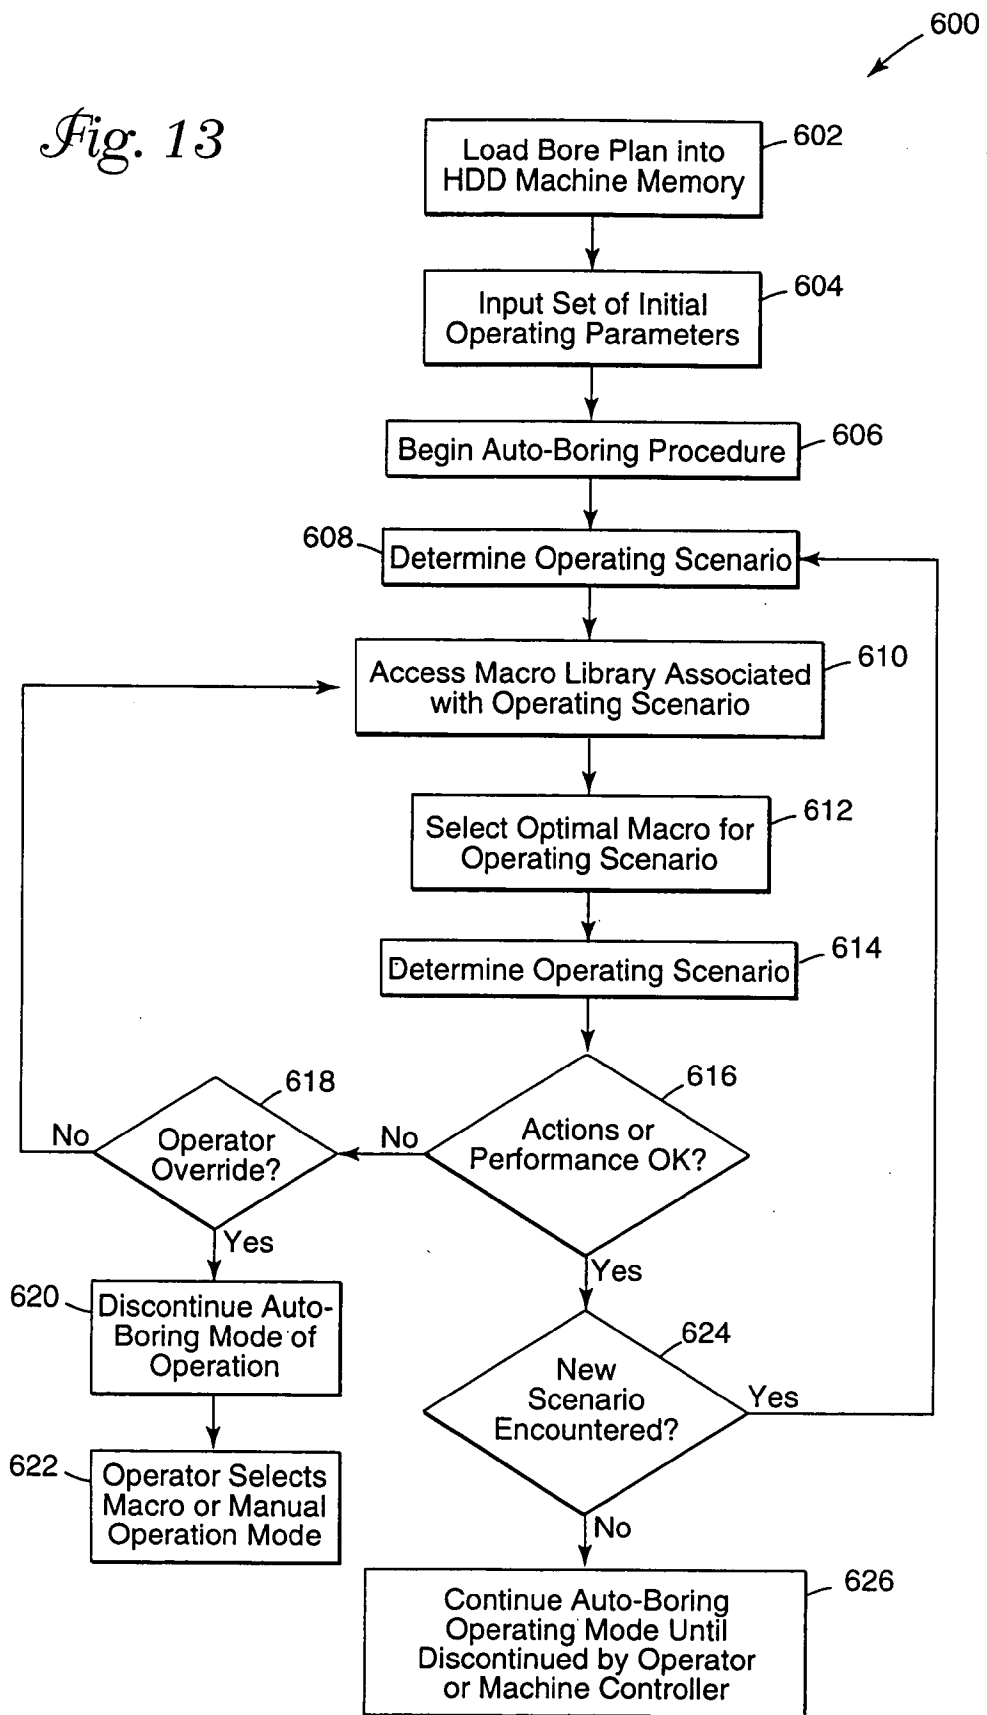 600
Fig. 13
602
Load Bore Plan into
HDD Machine Memory
604
Input Set of Initial
Operating Parameters
606
Begin Auto-Boring Procedure
608
Determine Operating Scenario
610
Access Macro Library Associated
with Operating Scenario
612
Select Optimal Macro for
Operating Scenario
614
Determine Operating Scenario
616
Actions or
Performance OK?
No
Yes
618
Operator
Override?
No
Yes
620
Discontinue Auto-
Boring Mode of
Operation
622
Operator Selects
Macro or Manual
Operation Mode
624
New
Scenario
Encountered?
Yes
No
626
Continue Auto-Boring
Operating Mode Until
Discontinued by Operator
or Machine Controller